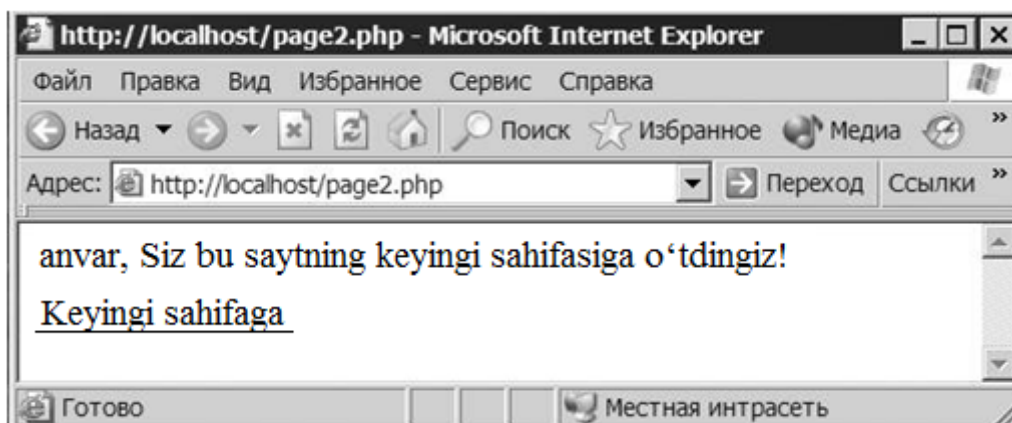 http://localhost/page2.php - Microsoft Internet Explorer
Файл Правка Вид Избранное Сервис Справка
Назад Поиск Избранное Медиа »
Адрес: http://localhost/page2.php Переход Ссылки »
anvar, Siz bu saytning keyingi sahifasiga o‘tdingiz!
Keyingi sahifaga
Готово Местная интрасеть